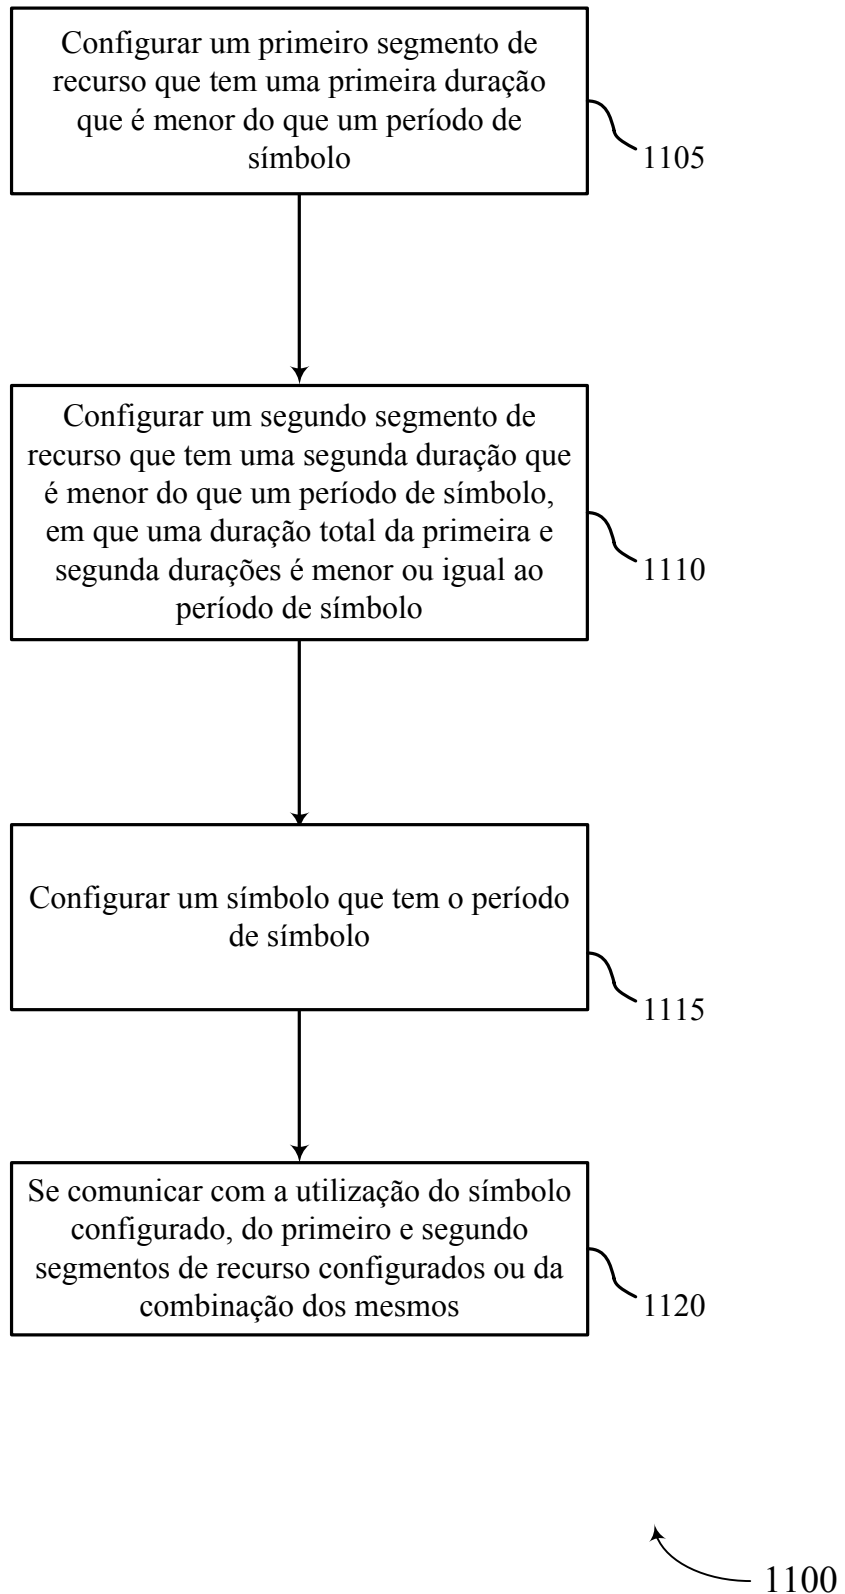 Configurar um primeiro segmento de
recurso que tem uma primeira duração
que é menor do que um período de
símbolo
1105
Configurar um segundo segmento de
recurso que tem uma segunda duração que
é menor do que um período de símbolo,
em que uma duração total da primeira e
segunda durações é menor ou igual ao
período de símbolo
1110
Configurar um símbolo que tem o período
de símbolo
1115
Se comunicar com a utilização do símbolo
configurado, do primeiro e segundo
segmentos de recurso configurados ou da
combinação dos mesmos
1120
1100